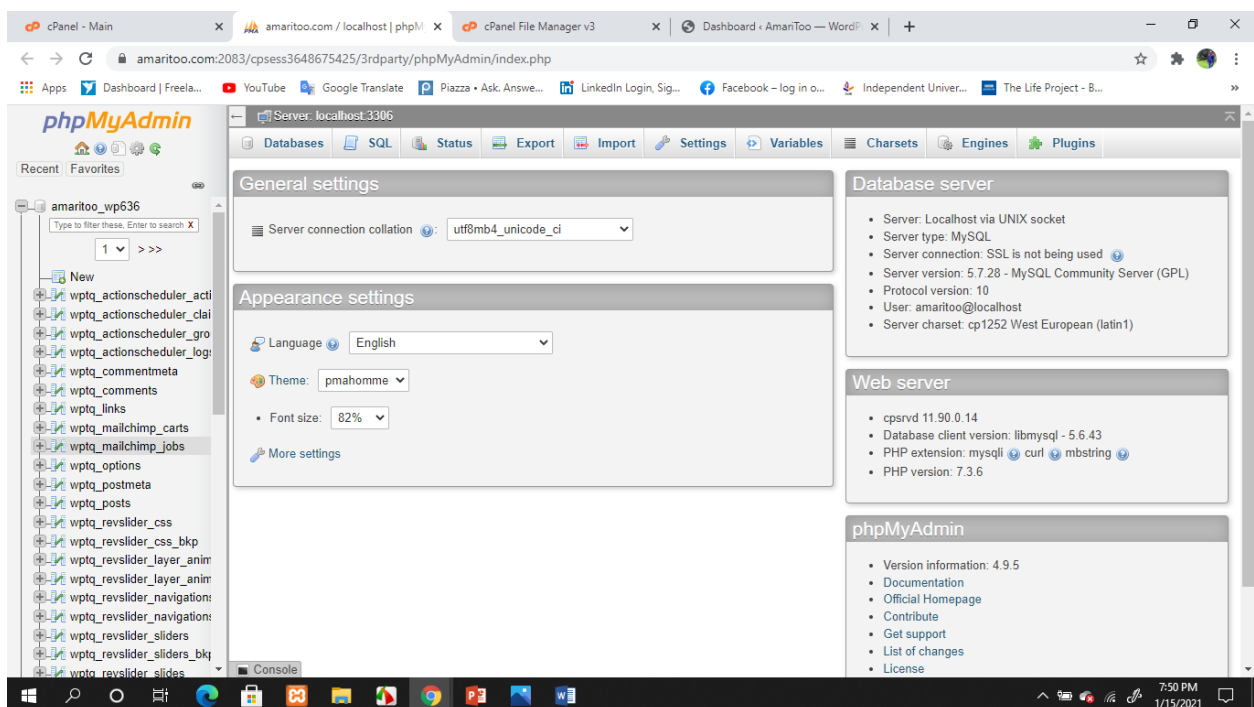 cPanel - Main
amaritoo.com / localhost | phpM
cPanel File Manager v3
Dashboard ‹ AmariToo — WordP
amaritoo.com:2083/cpsess3648675425/3rdparty/phpMyAdmin/index.php
Apps
Dashboard | Freela...
YouTube
Google Translate
Piazza • Ask. Answe...
LinkedIn Login, Sig...
Facebook – log in o...
Independent Univer...
The Life Project - B...
»
phpMyAdmin
Recent Favorites
amaritoo_wp636
Type to filter these, Enter to search X
1 > >>
New
wptq_actionscheduler_acti
wptq_actionscheduler_clai
wptq_actionscheduler_gro
wptq_actionscheduler_logs
wptq_commentmeta
wptq_comments
wptq_links
wptq_mailchimp_carts
wptq_mailchimp_jobs
wptq_options
wptq_postmeta
wptq_posts
wptq_revslider_css
wptq_revslider_css_bkp
wptq_revslider_layer_anim
wptq_revslider_layer_anim
wptq_revslider_navigations
wptq_revslider_navigations
wptq_revslider_sliders
wptq_revslider_sliders_bkp
wptq_revslider_slides
Server: localhost:3306
Databases SQL Status Export Import Settings Variables Charsets Engines Plugins
General settings
Server connection collation : utf8mb4_unicode_ci
Appearance settings
Language English
Theme: pmahomme
• Font size: 82%
More settings
Console
Database server
• Server: Localhost via UNIX socket
• Server type: MySQL
• Server connection: SSL is not being used
• Server version: 5.7.28 - MySQL Community Server (GPL)
• Protocol version: 10
• User: amaritoo@localhost
• Server charset: cp1252 West European (latin1)
Web server
• cpsrvd 11.90.0.14
• Database client version: libmysql - 5.6.43
• PHP extension: mysqli curl mbstring
• PHP version: 7.3.6
phpMyAdmin
• Version information: 4.9.5
• Documentation
• Official Homepage
• Contribute
• Get support
• List of changes
• License
7:50 PM
1/15/2021